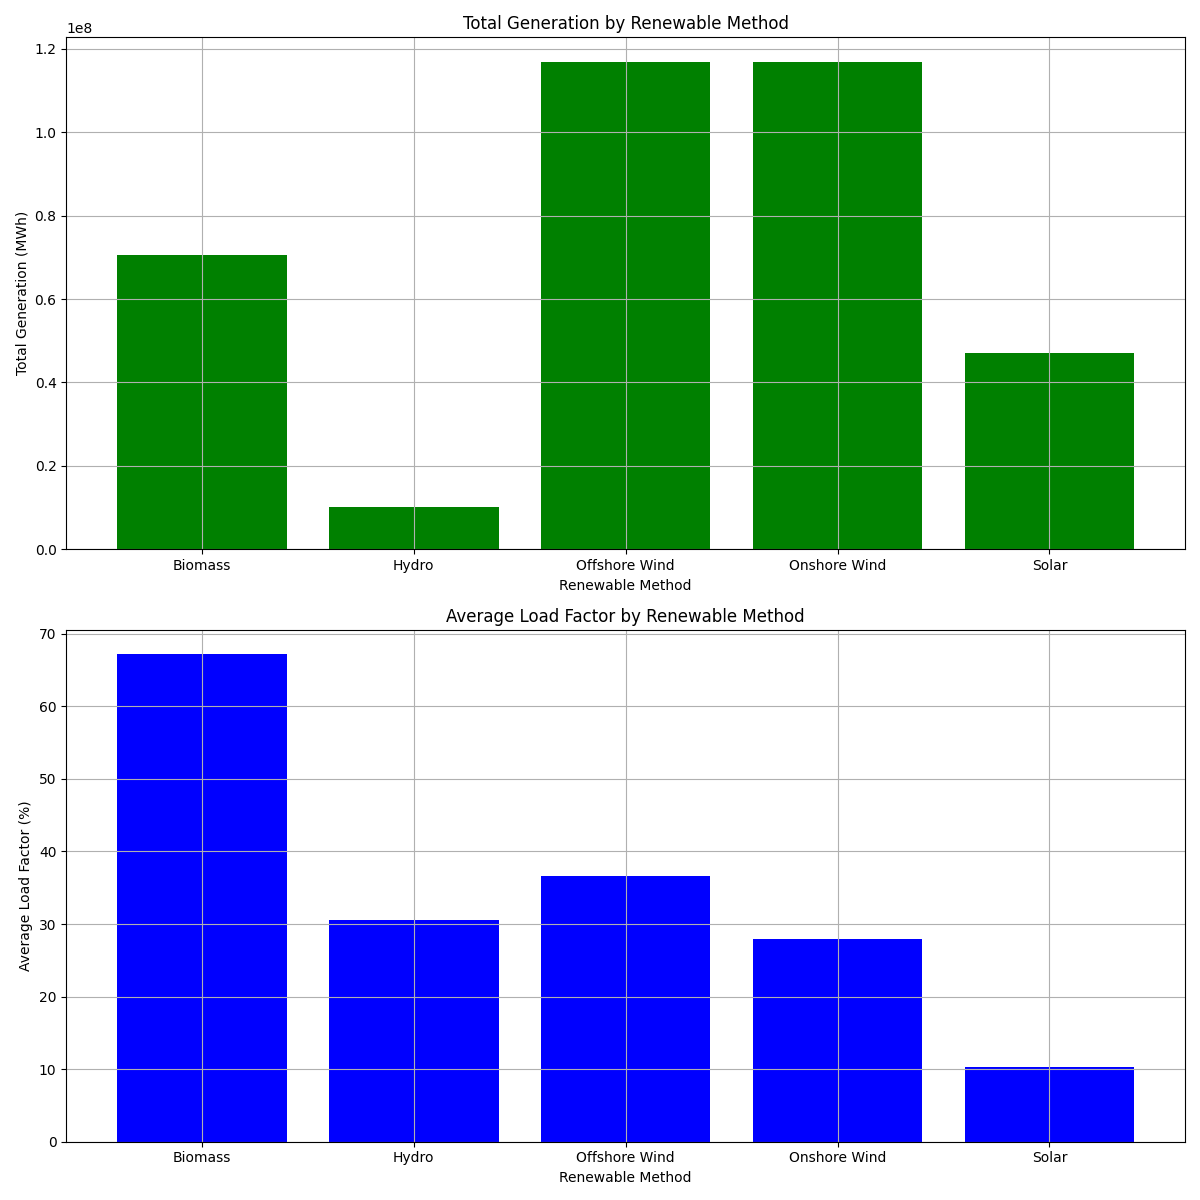 Total Generation by Renewable Method
1e8
1.2
1.0
0.8
0.6
0.4
0.2
0.0
Total Generation (MWh)
Biomass Hydro Offshore Wind Onshore Wind Solar
Renewable Method
Average Load Factor by Renewable Method
70
60
50
40
30
20
10
0
Average Load Factor (%)
Biomass Hydro Offshore Wind Onshore Wind Solar
Renewable Method